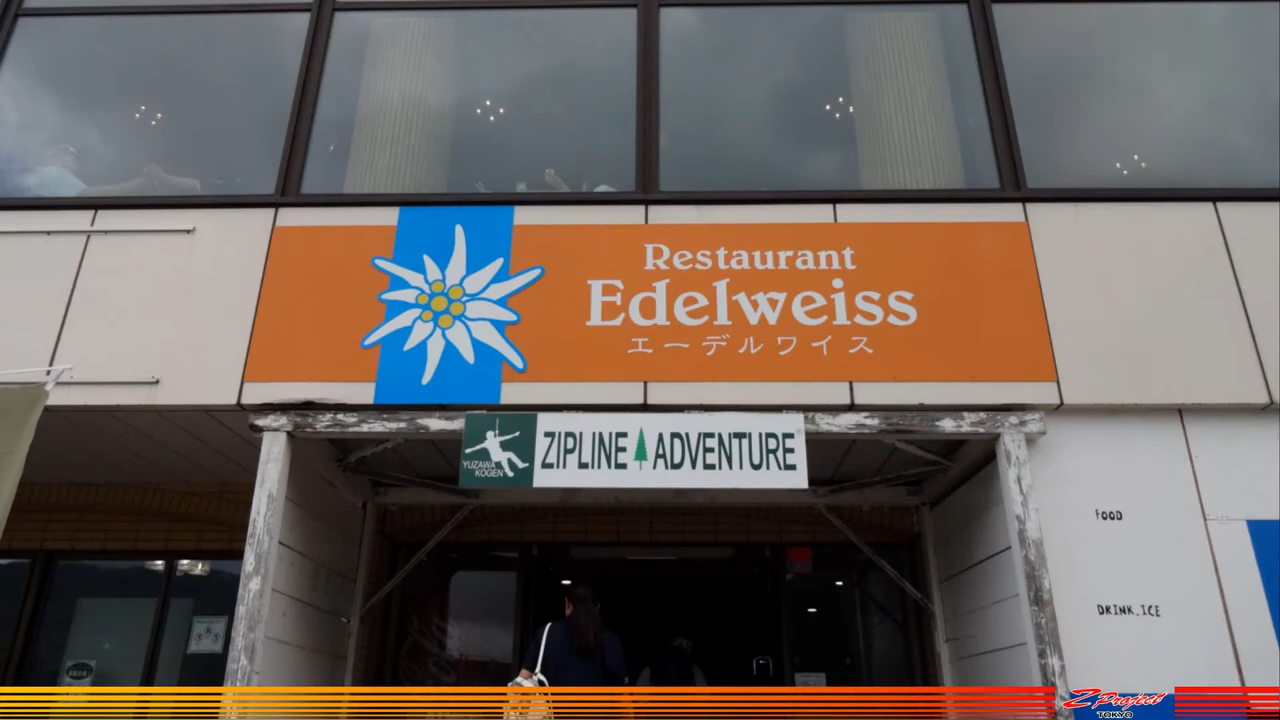 Restaurant
Edelweiss
エーデルワイス
YUZAWA
KOGEN
ZIPLINE ADVENTURE
FOOD
DRINK.ICE
Z Project
TOKYO